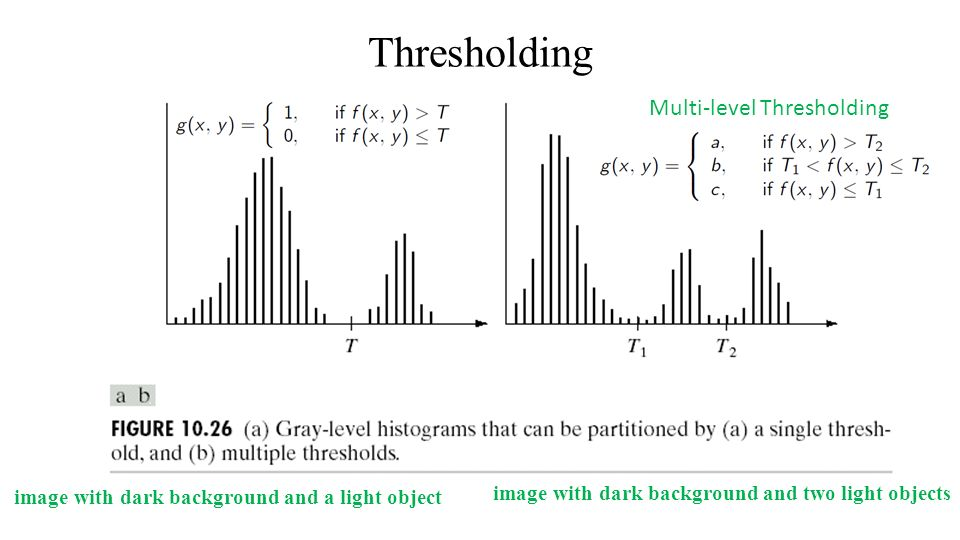 Thresholding
g(x, y) = { 1, if f(x, y) > T
0, if f(x, y) ≤ T
T
Multi-level Thresholding
g(x, y) = { a, if f(x, y) > T₂
b, if T₁ < f(x, y) ≤ T₂
c, if f(x, y) ≤ T₁
T₁ T₂
a b
FIGURE 10.26 (a) Gray-level histograms that can be partitioned by (a) a single thresh-
old, and (b) multiple thresholds.
image with dark background and a light object
image with dark background and two light objects